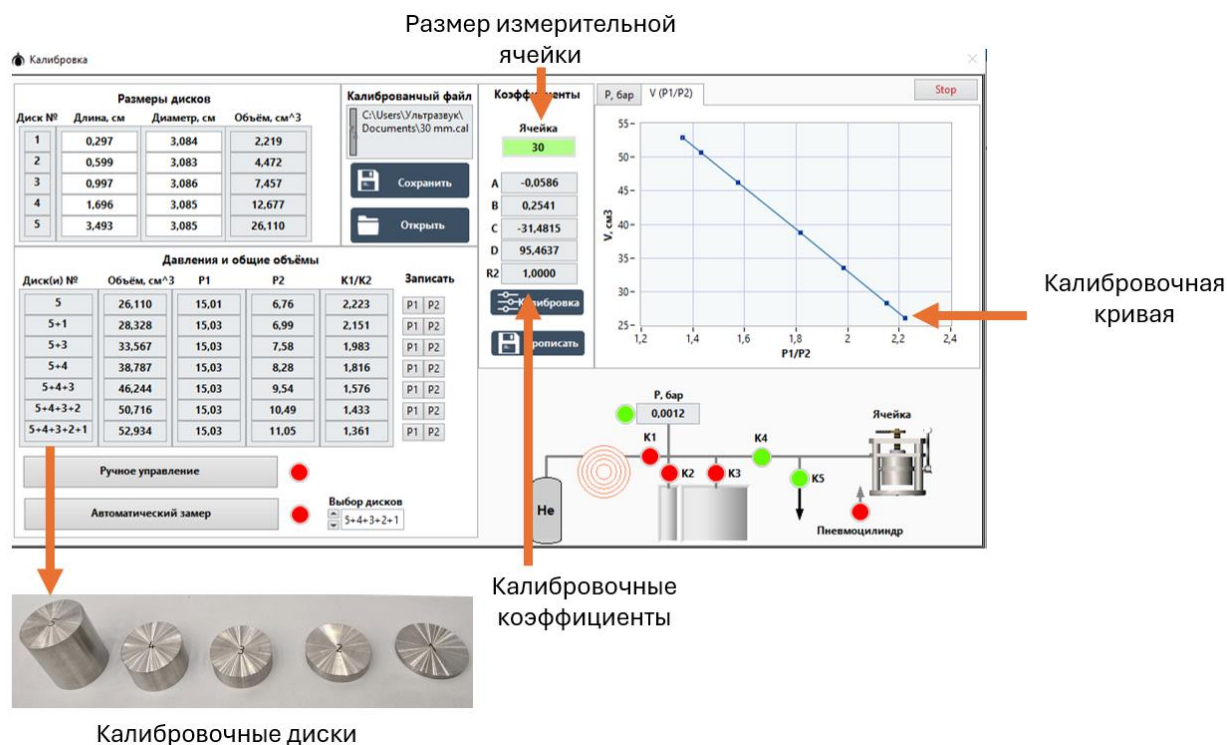 Размер измерительной
ячейки
Калибровка
Размеры дисков
Диск № Длина, см Диаметр, см Объём, см^3
1 0,297 3,084 2,219
2 0,599 3,083 4,472
3 0,997 3,086 7,457
4 1,696 3,085 12,677
5 3,493 3,085 26,110
Калиброванчый файл
C:\Users\Ультразвук\
Documents\30 mm.cal
Сохранить
Открыть
Коэффициенты
Ячейка
30
A -0,0586
B 0,2541
C -31,4815
D 95,4637
R2 1,0000
Калибровка
Прописать
P, бар V (P1/P2)
Stop
V, см3
55
50
45
40
35
30
25
1,2 1,4 1,6 1,8 2 2,2 2,4
P1/P2
Калибровочная
кривая
Давления и общие объёмы
Диск(и) № Объём, см^3 P1 P2 K1/K2 Записать
5 26,110 15,01 6,76 2,223 P1 P2
5+1 28,328 15,03 6,99 2,151 P1 P2
5+3 33,567 15,03 7,58 1,983 P1 P2
5+4 38,787 15,03 8,28 1,816 P1 P2
5+4+3 46,244 15,03 9,54 1,576 P1 P2
5+4+3+2 50,716 15,03 10,49 1,433 P1 P2
5+4+3+2+1 52,934 15,03 11,05 1,361 P1 P2
Ручное управление
Автоматический замер
Выбор дисков
5+4+3+2+1
P, бар
0,0012
K1
K2
K3
K4
K5
He
Ячейка
Пневмоцилиндр
Калибровочные
коэффициенты
5 4 3 2 1
Калибровочные диски